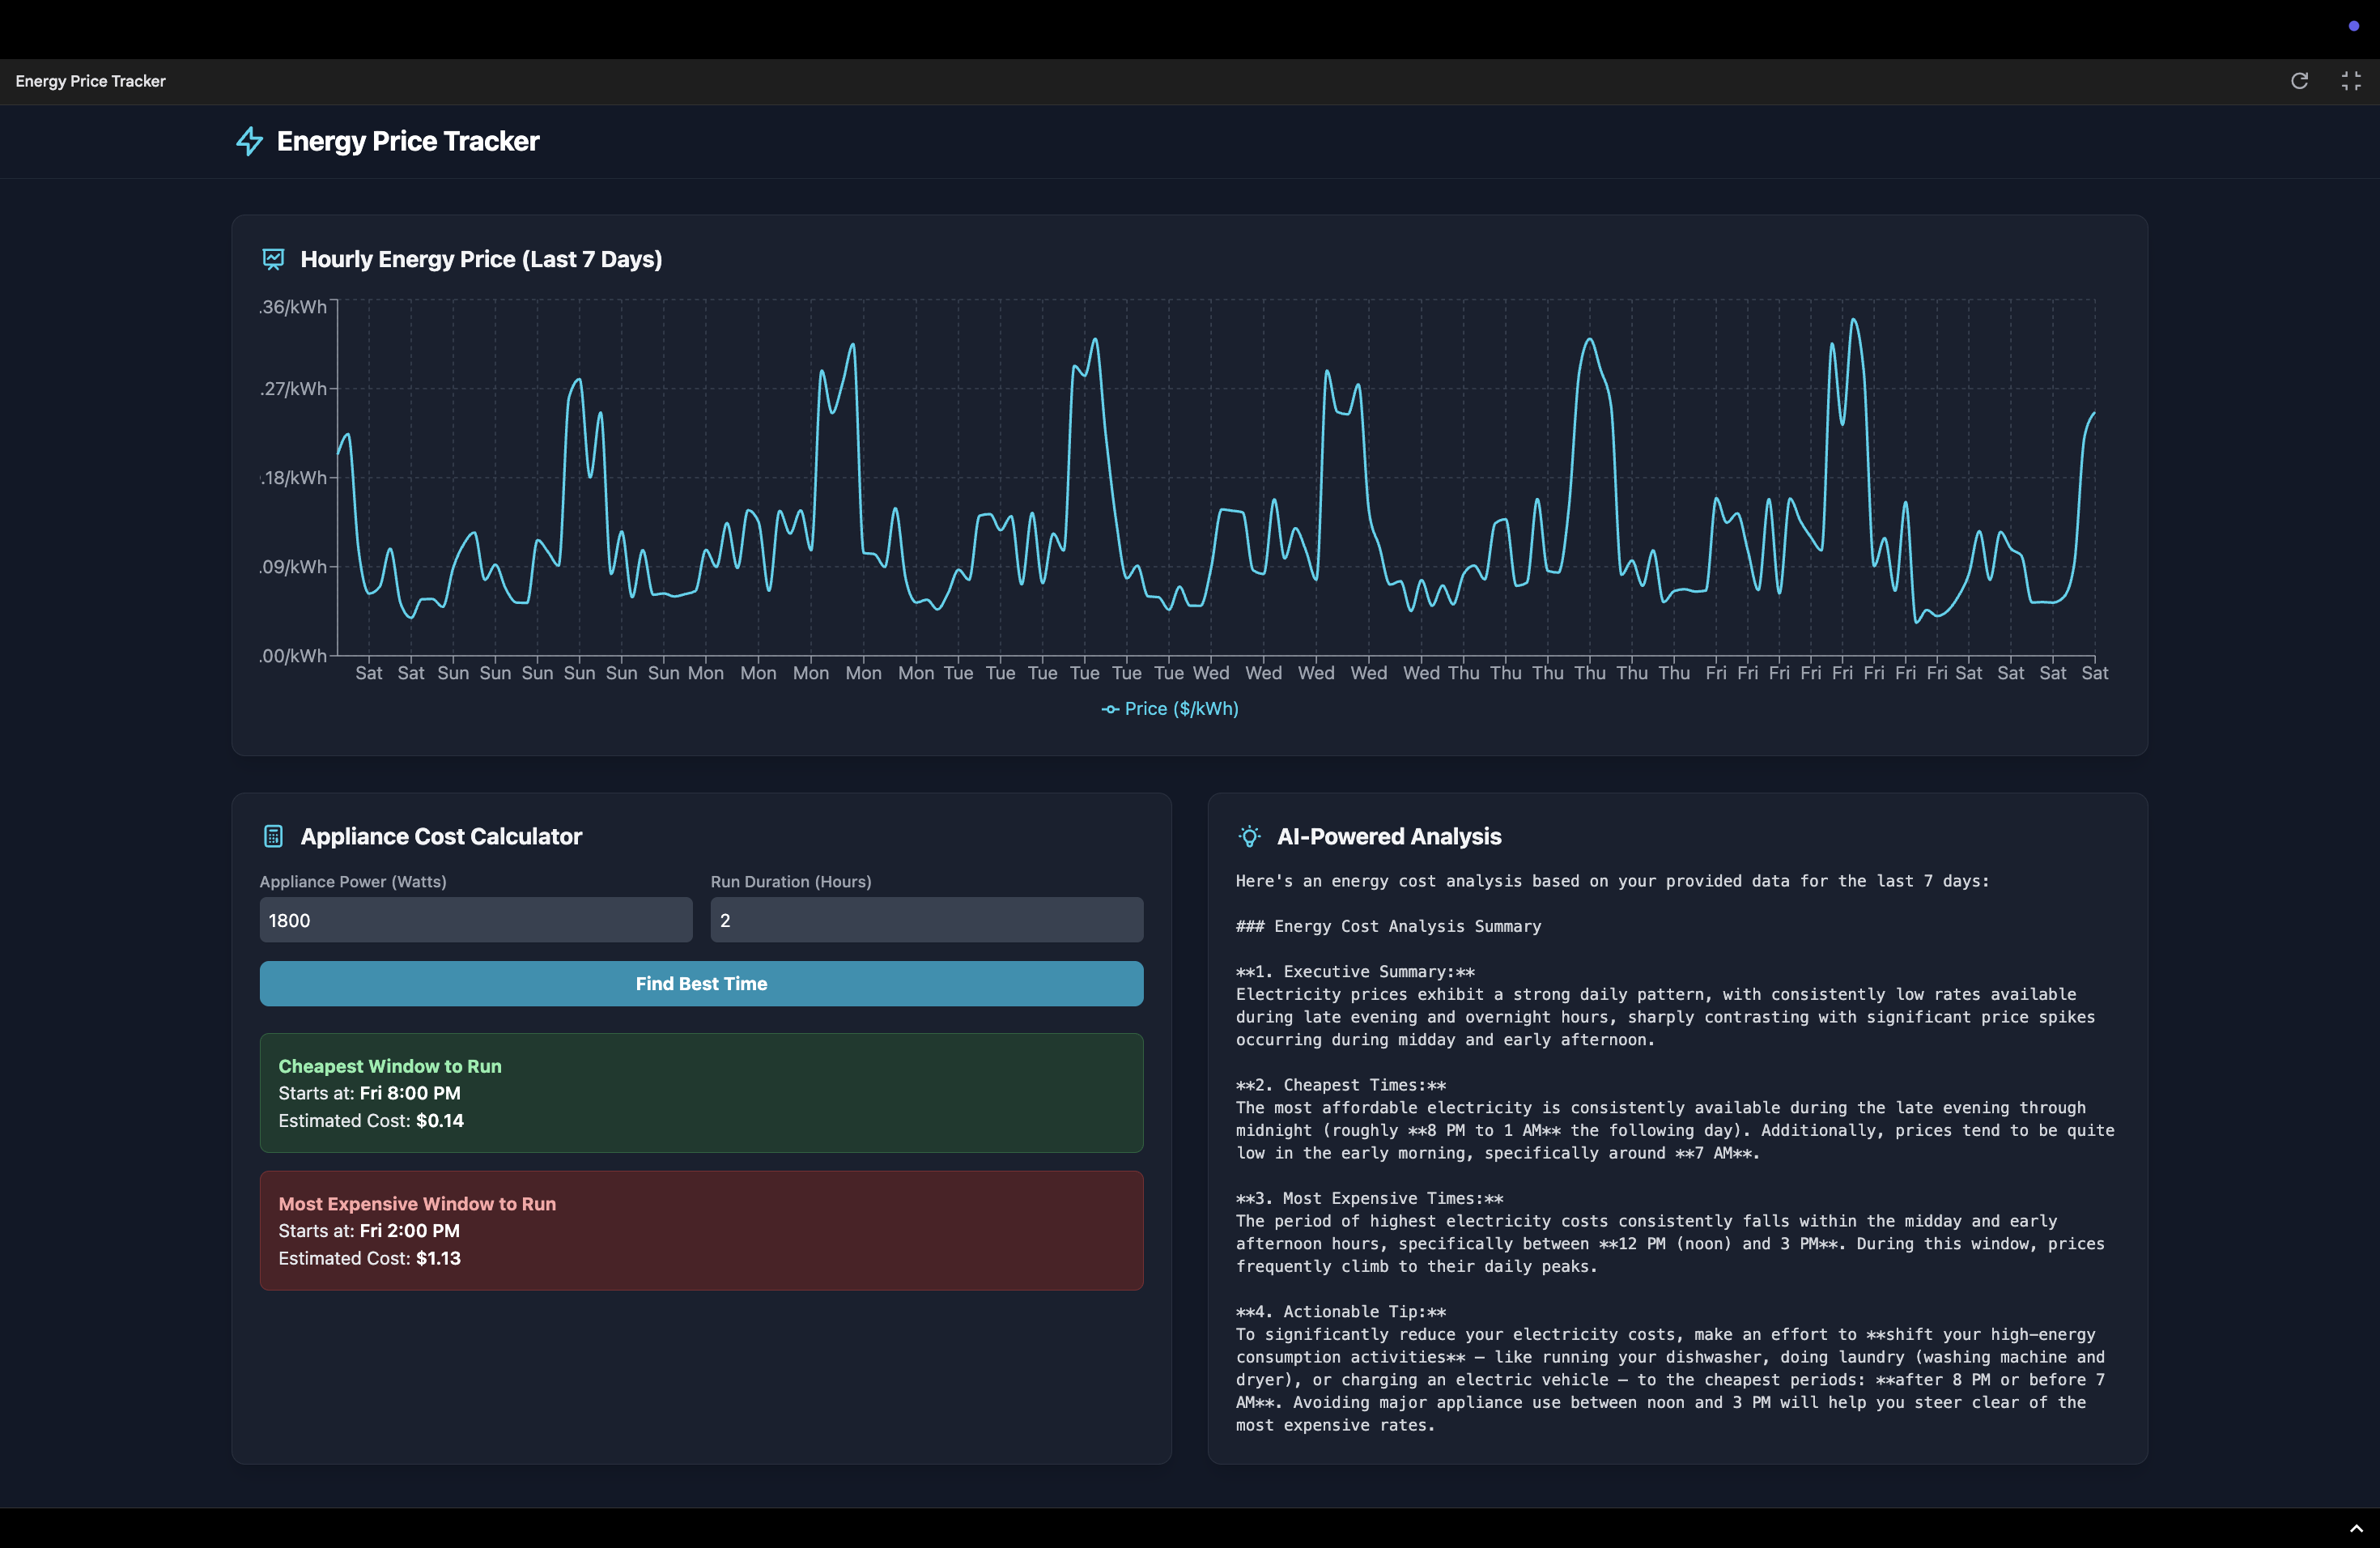 Energy Price Tracker
Energy Price Tracker
Hourly Energy Price (Last 7 Days)
.36/kWh
.27/kWh
.18/kWh
.09/kWh
.00/kWh
Sat Sat Sun Sun Sun Sun Sun Sun Mon Mon Mon Mon Mon Tue Tue Tue Tue Tue Tue Wed Wed Wed Wed Wed Thu Thu Thu Thu Thu Thu Fri Fri Fri Fri Fri Fri Fri Fri Sat Sat Sat Sat
Price ($/kWh)
Appliance Cost Calculator
Appliance Power (Watts)
1800
Run Duration (Hours)
2
Find Best Time
Cheapest Window to Run
Starts at: Fri 8:00 PM
Estimated Cost: $0.14
Most Expensive Window to Run
Starts at: Fri 2:00 PM
Estimated Cost: $1.13
AI-Powered Analysis
Here's an energy cost analysis based on your provided data for the last 7 days:
### Energy Cost Analysis Summary
**1. Executive Summary:**
Electricity prices exhibit a strong daily pattern, with consistently low rates available
during late evening and overnight hours, sharply contrasting with significant price spikes
occurring during midday and early afternoon.
**2. Cheapest Times:**
The most affordable electricity is consistently available during the late evening through
midnight (roughly **8 PM to 1 AM** the following day). Additionally, prices tend to be quite
low in the early morning, specifically around **7 AM**.
**3. Most Expensive Times:**
The period of highest electricity costs consistently falls within the midday and early
afternoon hours, specifically between **12 PM (noon) and 3 PM**. During this window, prices
frequently climb to their daily peaks.
**4. Actionable Tip:**
To significantly reduce your electricity costs, make an effort to **shift your high-energy
consumption activities** – like running your dishwasher, doing laundry (washing machine and
dryer), or charging an electric vehicle – to the cheapest periods: **after 8 PM or before 7
AM**. Avoiding major appliance use between noon and 3 PM will help you steer clear of the
most expensive rates.